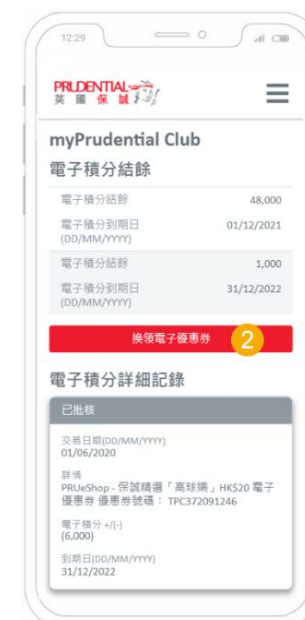 12:29
PRUDENTIAL
英國保誠
myPrudential Club
電子積分結餘
電子積分結餘 48,000
電子積分到期日 01/12/2021
(DD/MM/YYYY)
電子積分結餘 1,000
電子積分到期日 31/12/2022
(DD/MM/YYYY)
換領電子優惠券 2
電子積分詳細記錄
已批核
交易日期(DD/MM/YYYY)
01/06/2020
詳情
PRUeShop - 保誠精選「高球樂」HK$20 電子
優惠券 優惠券號碼： TPC372091246
電子積分 +/(-)
(6,000)
到期日(DD/MM/YYYY)
31/12/2022